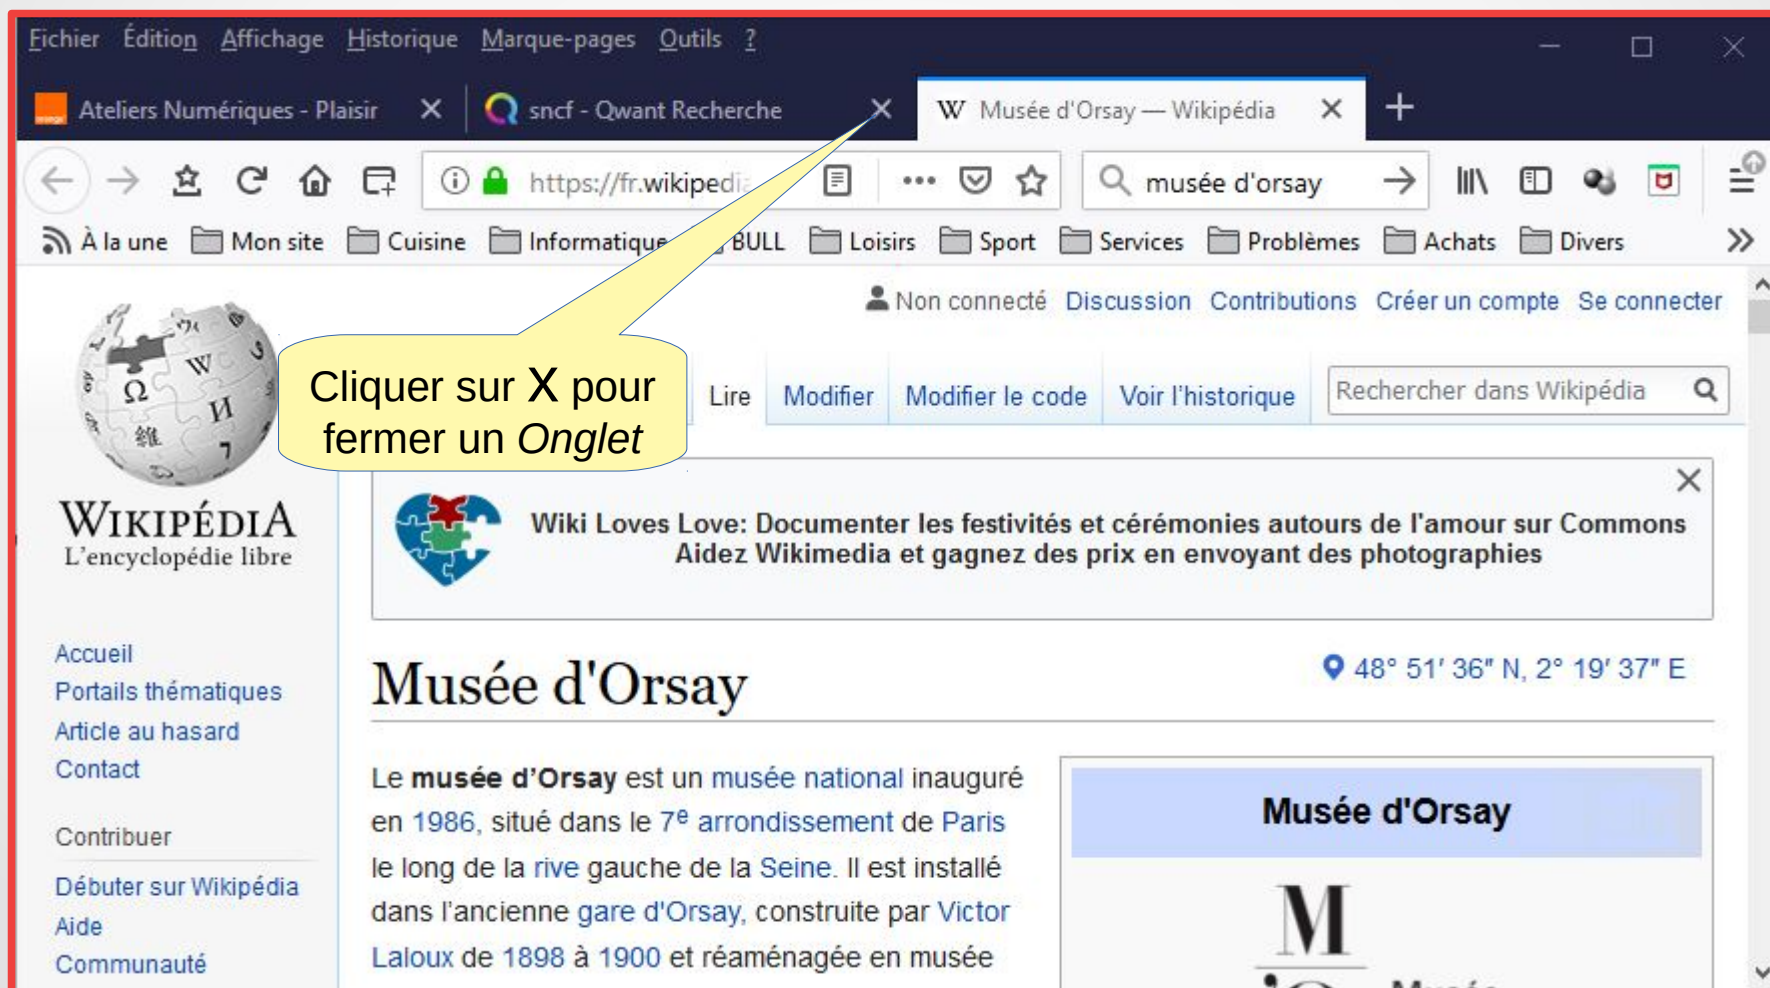 Fichier Édition Affichage Historique Marque-pages Outils ?
Ateliers Numériques - Plaisir
sncf - Qwant Recherche
W Musée d'Orsay — Wikipédia
https://fr.wikipedia
musée d'orsay
À la une Mon site Cuisine Informatique BULL Loisirs Sport Services Problèmes Achats Divers
Non connecté Discussion Contributions Créer un compte Se connecter
Cliquer sur X pour
fermer un Onglet
Lire Modifier Modifier le code Voir l'historique
Rechercher dans Wikipédia
WIKIPÉDIA
L'encyclopédie libre
Wiki Loves Love: Documenter les festivités et cérémonies autours de l'amour sur Commons
Aidez Wikimedia et gagnez des prix en envoyant des photographies
Accueil
Portails thématiques
Article au hasard
Contact
Contribuer
Débuter sur Wikipédia
Aide
Communauté
Musée d'Orsay
48° 51′ 36″ N, 2° 19′ 37″ E
Le musée d’Orsay est un musée national inauguré
en 1986, situé dans le 7e arrondissement de Paris
le long de la rive gauche de la Seine. Il est installé
dans l’ancienne gare d'Orsay, construite par Victor
Laloux de 1898 à 1900 et réaménagée en musée
Musée d'Orsay
M